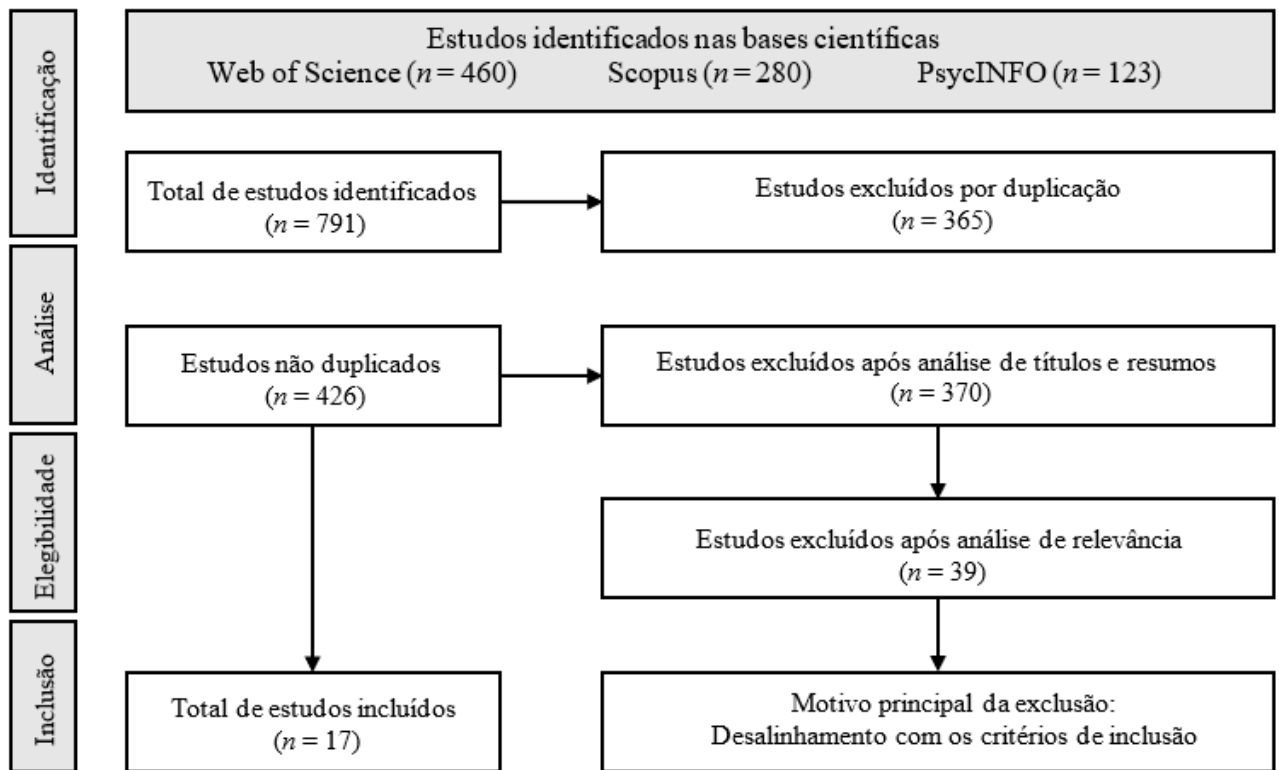 Identificação
Estudos identificados nas bases científicas
Web of Science (n = 460) Scopus (n = 280) PsycINFO (n = 123)
Total de estudos identificados
(n = 791)
Estudos excluídos por duplicação
(n = 365)
Análise
Estudos não duplicados
(n = 426)
Estudos excluídos após análise de títulos e resumos
(n = 370)
Elegibilidade
Estudos excluídos após análise de relevância
(n = 39)
Inclusão
Total de estudos incluídos
(n = 17)
Motivo principal da exclusão:
Desalinhamento com os critérios de inclusão